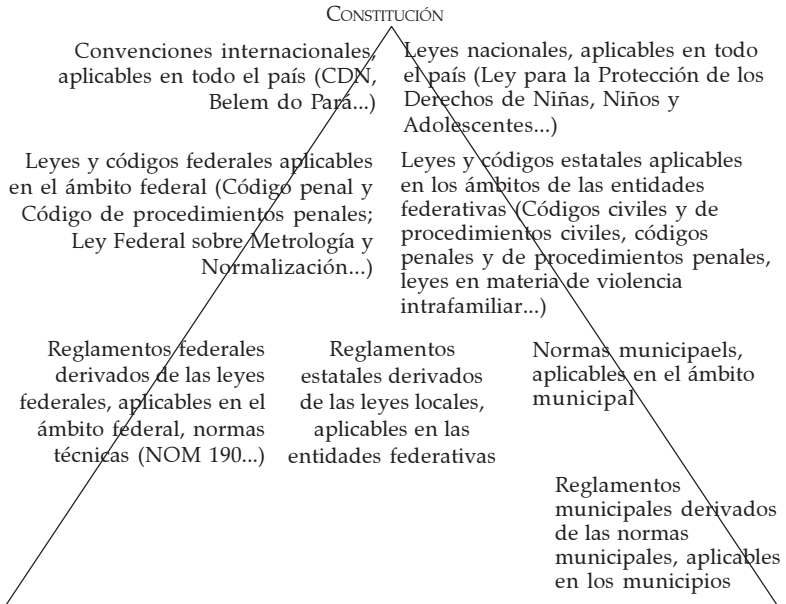 CONSTITUCIÓN
Convenciones internacionales,
aplicables en todo el país (CDN,
Belem do Pará...)
Leyes nacionales, aplicables en todo
el país (Ley para la Protección de los
Derechos de Niñas, Niños y
Adolescentes...)
Leyes y códigos federales aplicables
en el ámbito federal (Código penal y
Código de procedimientos penales;
Ley Federal sobre Metrología y
Normalización...)
Leyes y códigos estatales aplicables
en los ámbitos de las entidades
federativas (Códigos civiles y de
procedimientos civiles, códigos
penales y de procedimientos penales,
leyes en materia de violencia
intrafamiliar...)
Reglamentos federales
derivados de las leyes
federales, aplicables en el
ámbito federal, normas
técnicas (NOM 190...)
Reglamentos
estatales derivados
de las leyes locales,
aplicables en las
entidades federativas
Normas municipaels,
aplicables en el ámbito
municipal
Reglamentos
municipales derivados
de las normas
municipales, aplicables
en los municipios